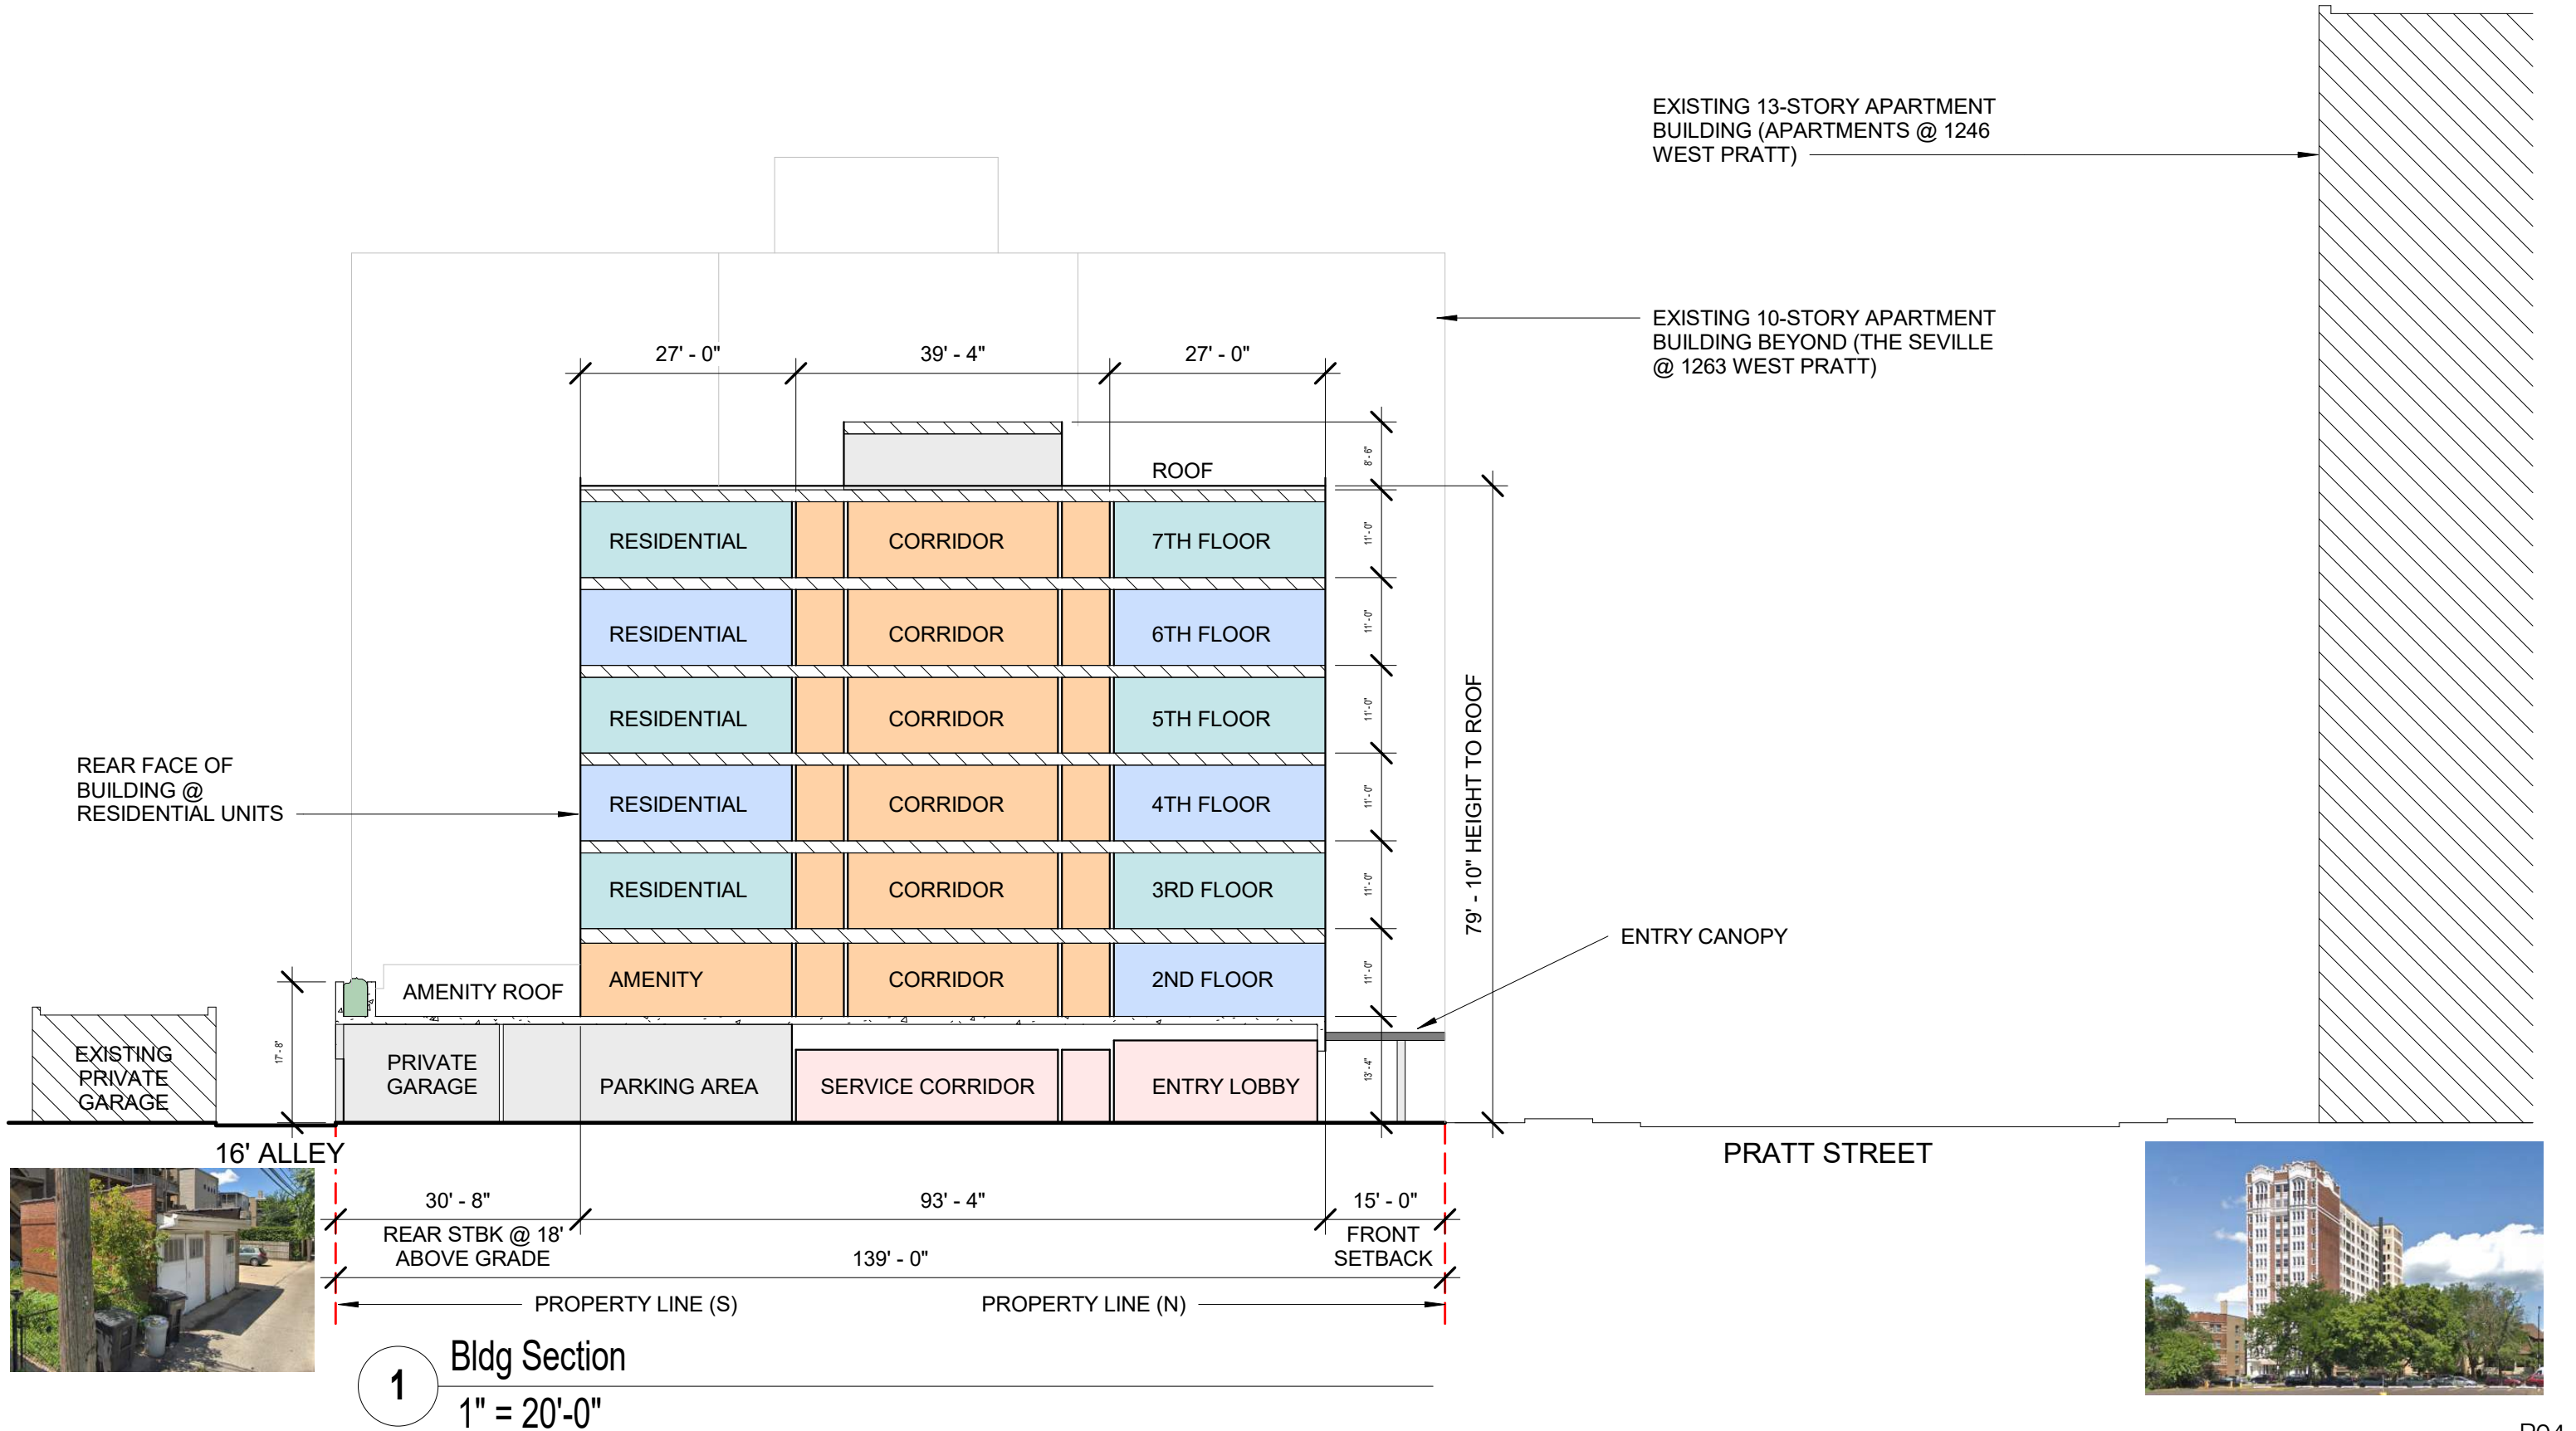 EXISTING 13-STORY APARTMENT
BUILDING (APARTMENTS @ 1246
WEST PRATT)
EXISTING 10-STORY APARTMENT
BUILDING BEYOND (THE SEVILLE
@ 1263 WEST PRATT)
27' - 0"
39' - 4"
27' - 0"
ROOF
8' - 6"
RESIDENTIAL
CORRIDOR
7TH FLOOR
11' - 0"
RESIDENTIAL
CORRIDOR
6TH FLOOR
11' - 0"
RESIDENTIAL
CORRIDOR
5TH FLOOR
11' - 0"
RESIDENTIAL
CORRIDOR
4TH FLOOR
11' - 0"
RESIDENTIAL
CORRIDOR
3RD FLOOR
11' - 0"
AMENITY
CORRIDOR
2ND FLOOR
11' - 0"
79' - 10" HEIGHT TO ROOF
REAR FACE OF
BUILDING @
RESIDENTIAL UNITS
ENTRY CANOPY
AMENITY ROOF
EXISTING
PRIVATE
GARAGE
17' - 8"
PRIVATE
GARAGE
PARKING AREA
SERVICE CORRIDOR
ENTRY LOBBY
13' - 4"
16' ALLEY
PRATT STREET
30' - 8"
93' - 4"
15' - 0"
REAR STBK @ 18'
ABOVE GRADE
FRONT
SETBACK
139' - 0"
PROPERTY LINE (S)
PROPERTY LINE (N)
1
Bldg Section
1" = 20'-0"